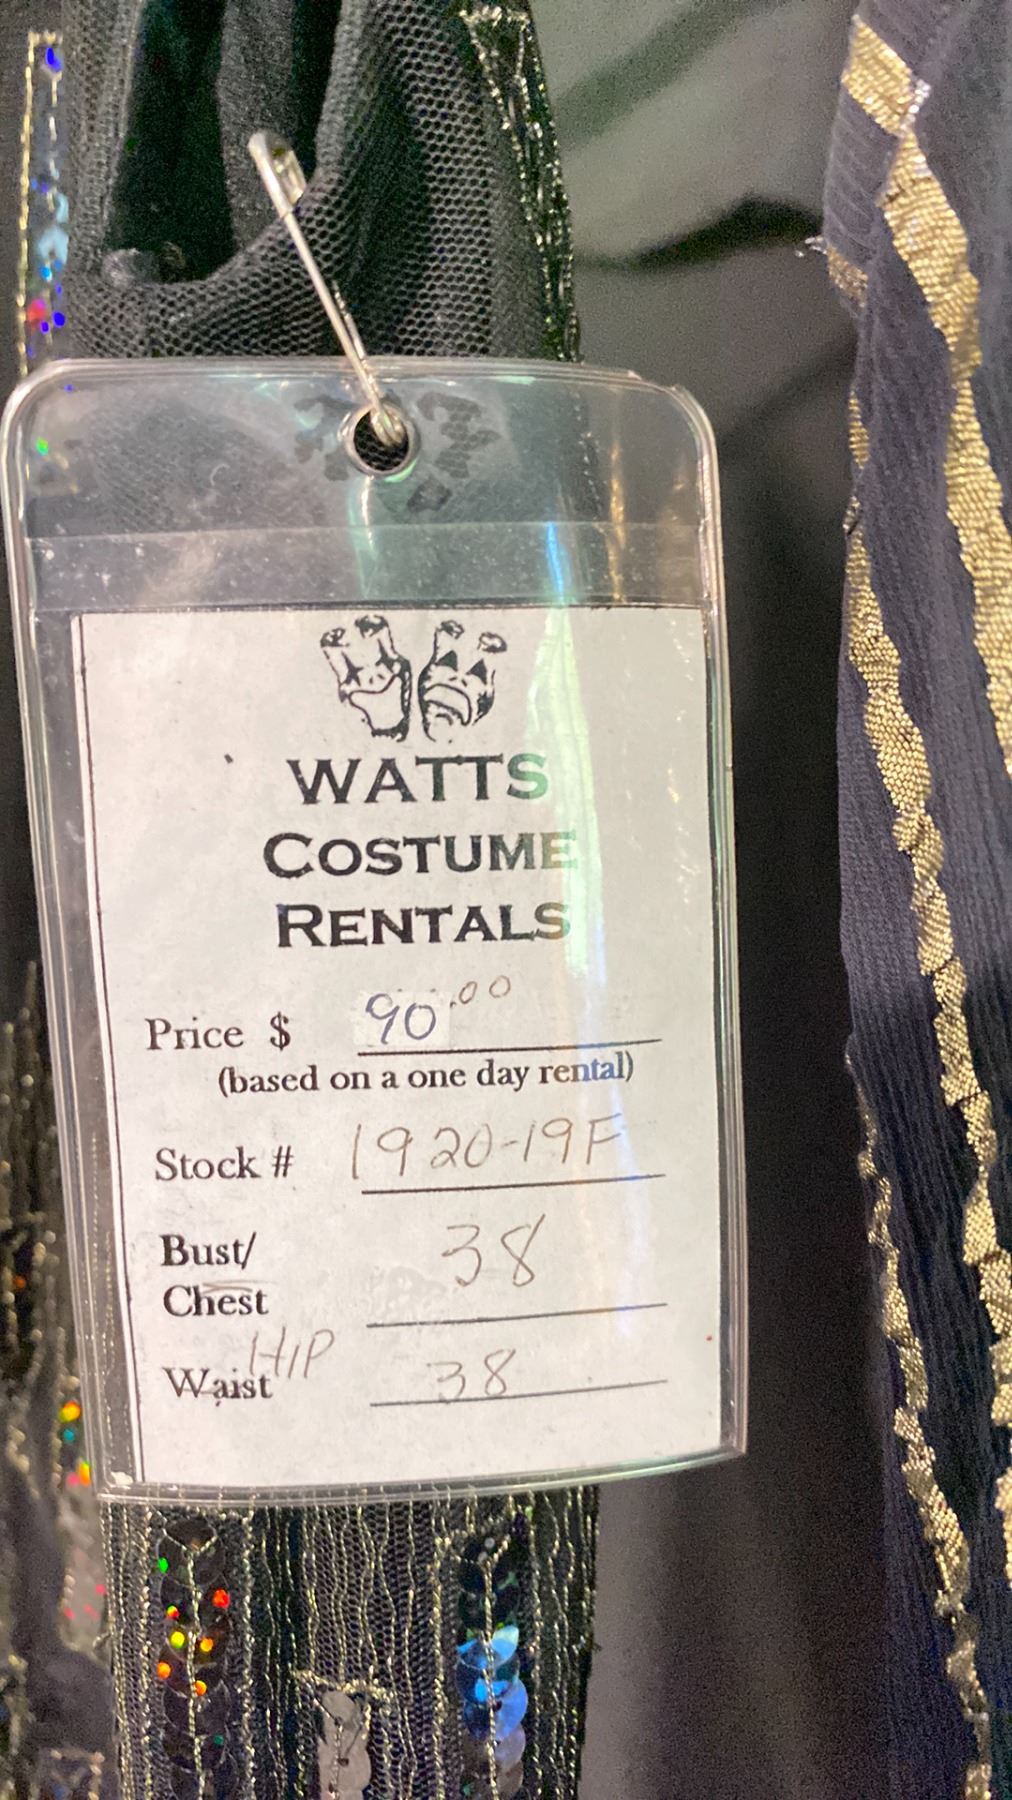 WATTS
COSTUME
RENTALS
Price $ 90.00
(based on a one day rental)
Stock # 1920-19F
Bust/
Chest 38
Waist HIP 38